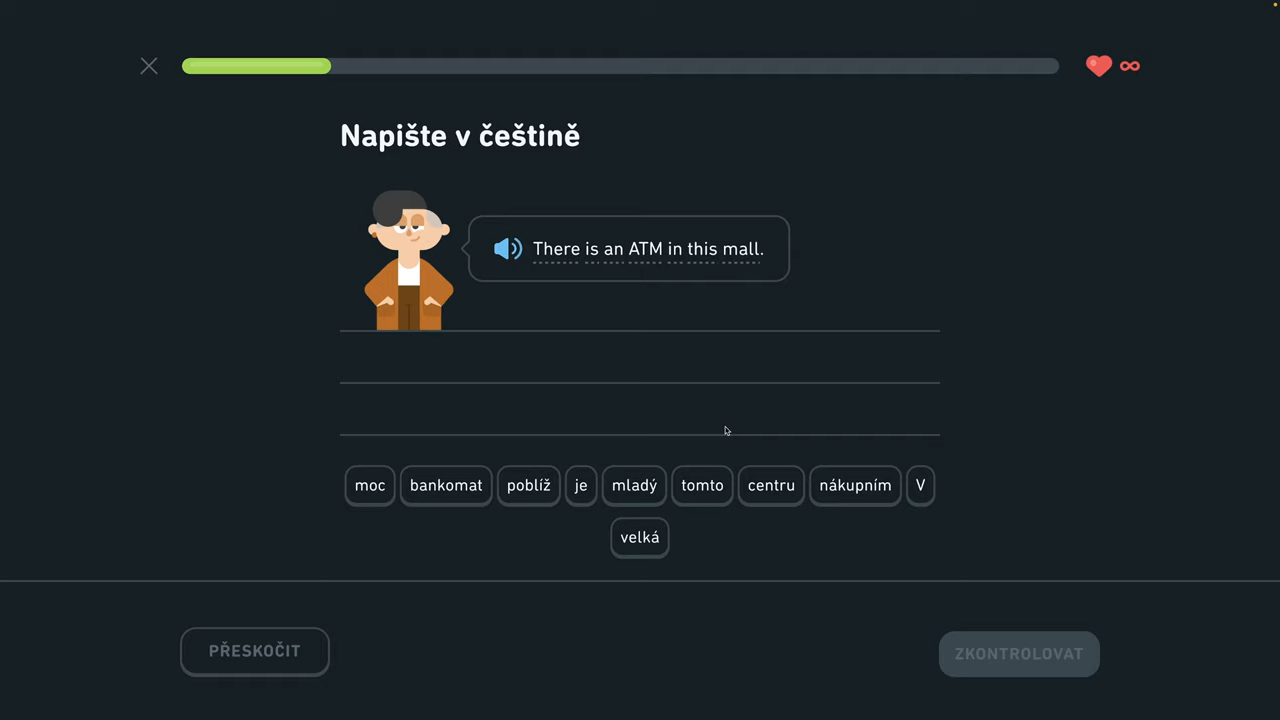 Napište v češtině
There is an ATM in this mall.
moc bankomat poblíž je mladý tomto centru nákupním V
velká
PŘESKOČIT ZKONTROLOVAT